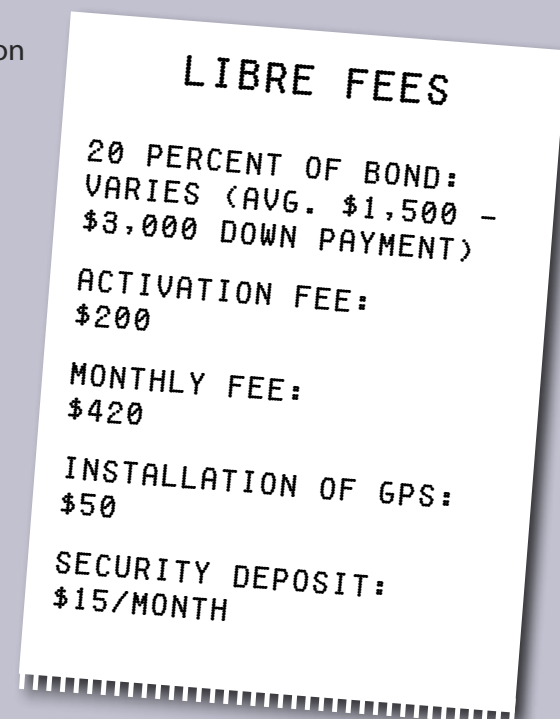 on
LIBRE FEES
20 PERCENT OF BOND:
VARIES (AVG. $1,500 –
$3,000 DOWN PAYMENT)
ACTIVATION FEE:
$200
MONTHLY FEE:
$420
INSTALLATION OF GPS:
$50
SECURITY DEPOSIT:
$15/MONTH